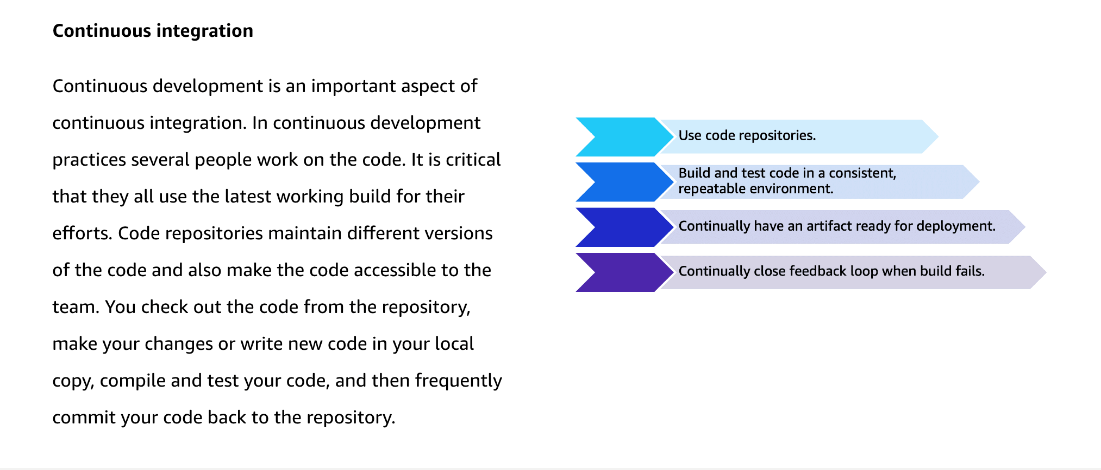 Continuous integration
Continuous development is an important aspect of
continuous integration. In continuous development
practices several people work on the code. It is critical
that they all use the latest working build for their
efforts. Code repositories maintain different versions
of the code and also make the code accessible to the
team. You check out the code from the repository,
make your changes or write new code in your local
copy, compile and test your code, and then frequently
commit your code back to the repository.
Use code repositories.
Build and test code in a consistent,
repeatable environment.
Continually have an artifact ready for deployment.
Continually close feedback loop when build fails.